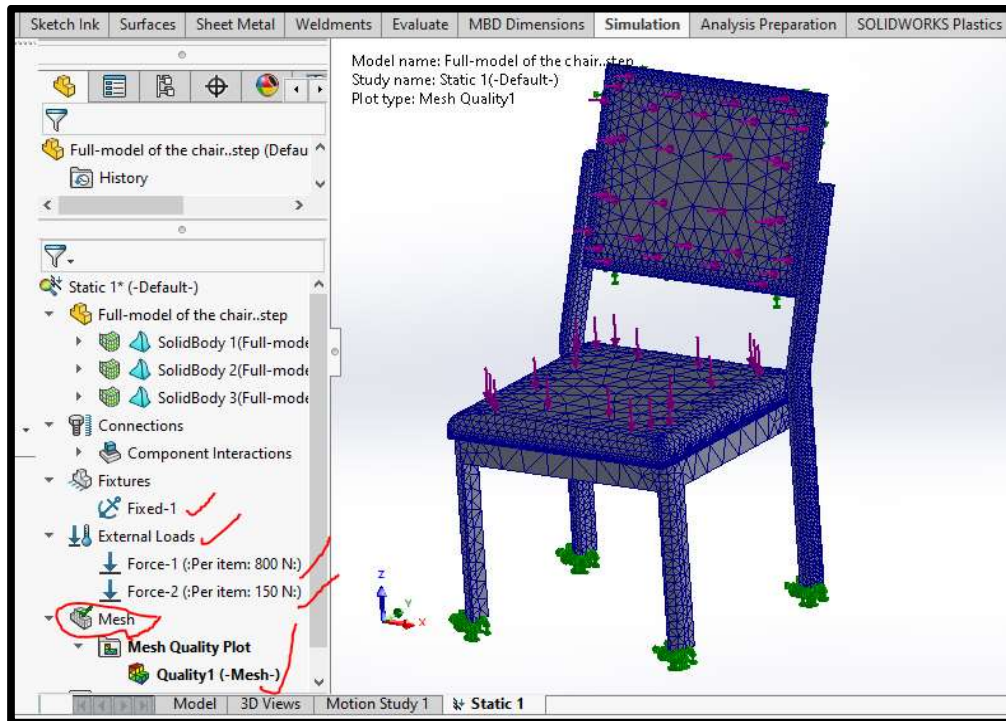 Sketch Ink Surfaces Sheet Metal Weldments Evaluate MBD Dimensions Simulation Analysis Preparation SOLIDWORKS Plastics
Model name: Full-model of the chair..step
Study name: Static 1(-Default-)
Plot type: Mesh Quality1
Full-model of the chair..step (Defau
History
Static 1* (-Default-)
Full-model of the chair..step
SolidBody 1(Full-mode
SolidBody 2(Full-mode
SolidBody 3(Full-mode
Connections
Component Interactions
Fixtures
Fixed-1
External Loads
Force-1 (:Per item: 800 N:)
Force-2 (:Per item: 150 N:)
Mesh
Mesh Quality Plot
Quality1 (-Mesh-)
Z
Y
X
Model 3D Views Motion Study 1 Static 1